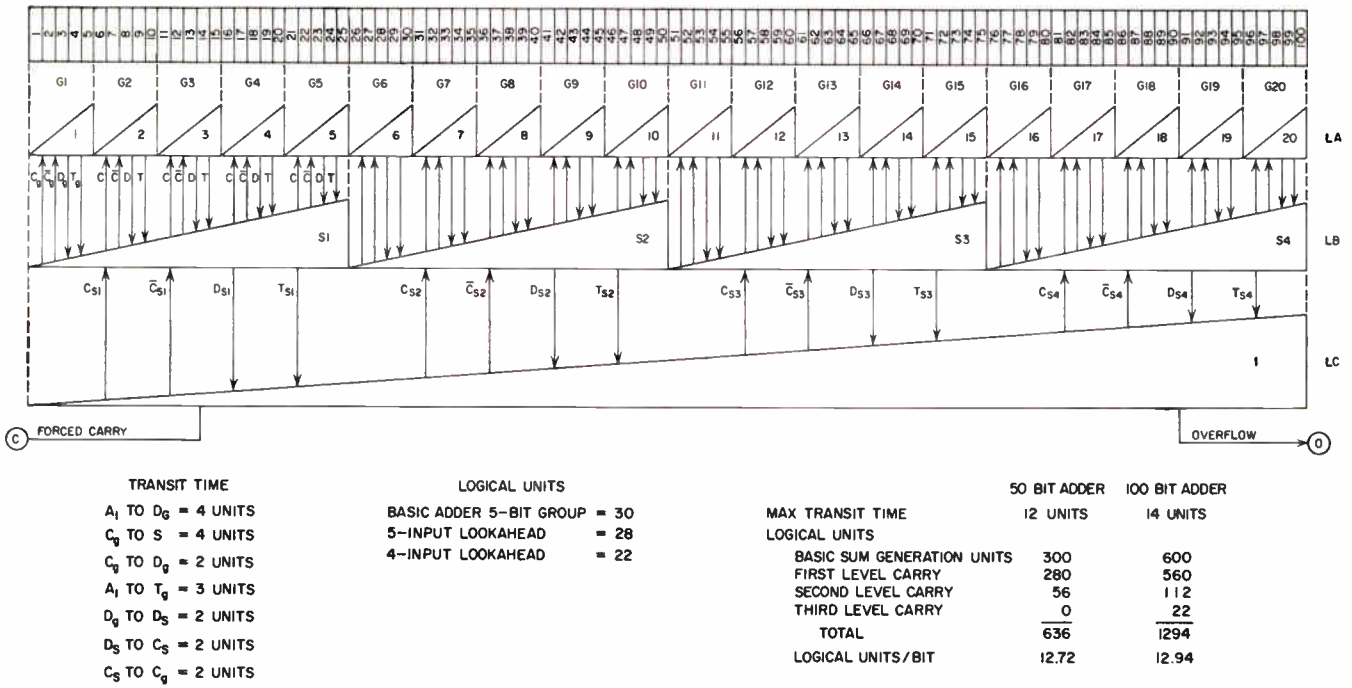 1 2 3 4 5 6 7 8 9 10 11 12 13 14 15 16 17 18 19 20 21 22 23 24 25 26 27 28 29 30 31 32 33 34 35 36 37 38 39 40 41 42 43 44 45 46 47 48 49 50 51 52 53 54 55 56 57 58 59 60 61 62 63 64 65 66 67 68 69 70 71 72 73 74 75 76 77 78 79 80 81 82 83 84 85 86 87 88 89 90 91 92 93 94 95 96 97 98 99 100
G1 G2 G3 G4 G5 G6 G7 G8 G9 G10 G11 G12 G13 G14 G15 G16 G17 G18 G19 G20
1 2 3 4 5 6 7 8 9 10 11 12 13 14 15 16 17 18 19 20 LA
Cg C̄g Dg Tg C C̄ D T C C̄ D T C C̄ D T C C̄ D T
S1 S2 S3 S4 LB
CS1 C̄S1 DS1 TS1 CS2 C̄S2 DS2 TS2 CS3 C̄S3 DS3 TS3 CS4 C̄S4 DS4 TS4
1 LC
C FORCED CARRY OVERFLOW O
TRANSIT TIME
A1 TO DG = 4 UNITS
Cg TO S = 4 UNITS
Cg TO Dg = 2 UNITS
A1 TO Tg = 3 UNITS
Dg TO DS = 2 UNITS
DS TO CS = 2 UNITS
CS TO Cg = 2 UNITS
LOGICAL UNITS
BASIC ADDER 5-BIT GROUP = 30
5-INPUT LOOKAHEAD = 28
4-INPUT LOOKAHEAD = 22
50 BIT ADDER 100 BIT ADDER
MAX TRANSIT TIME 12 UNITS 14 UNITS
LOGICAL UNITS
BASIC SUM GENERATION UNITS 300 600
FIRST LEVEL CARRY 280 560
SECOND LEVEL CARRY 56 112
THIRD LEVEL CARRY 0 22
TOTAL 636 1294
LOGICAL UNITS/BIT 12.72 12.94